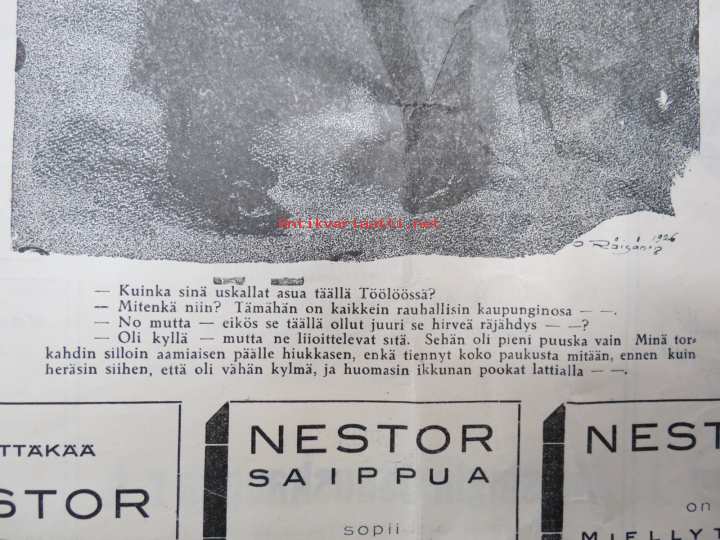 Antikvariaatti.net
O Räisänen 1926
— Kuinka sinä uskallat asua täällä Töölöössä?
— Mitenkä niin? Tämähän on kaikkein rauhallisin kaupunginosa — —.
— No mutta — eikös se täällä ollut juuri se hirveä räjähdys — —?
— Oli kyllä — mutta ne liioittelevat sitä. Sehän oli pieni puuska vain Minä tor-
kahdin silloin aamiaisen päälle hiukkasen, enkä tiennyt koko paukusta mitään, ennen kuin
heräsin siihen, että oli vähän kylmä, ja huomasin ikkunan pookat lattialla — —.
TTÄKÄÄ
STOR
NESTOR
SAIPPUA
sopii
NEST
on
MIELLYT